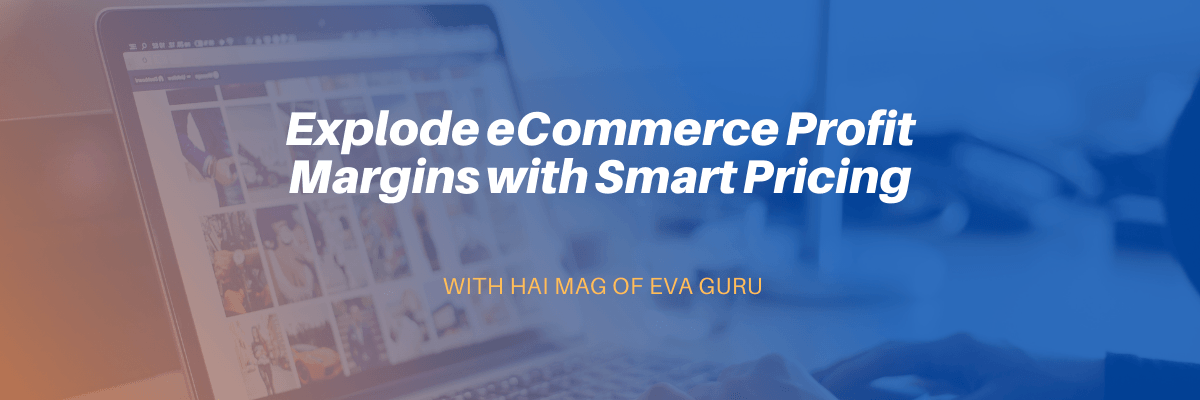 Explode eCommerce Profit
Margins with Smart Pricing
WITH HAI MAG OF EVA GURU